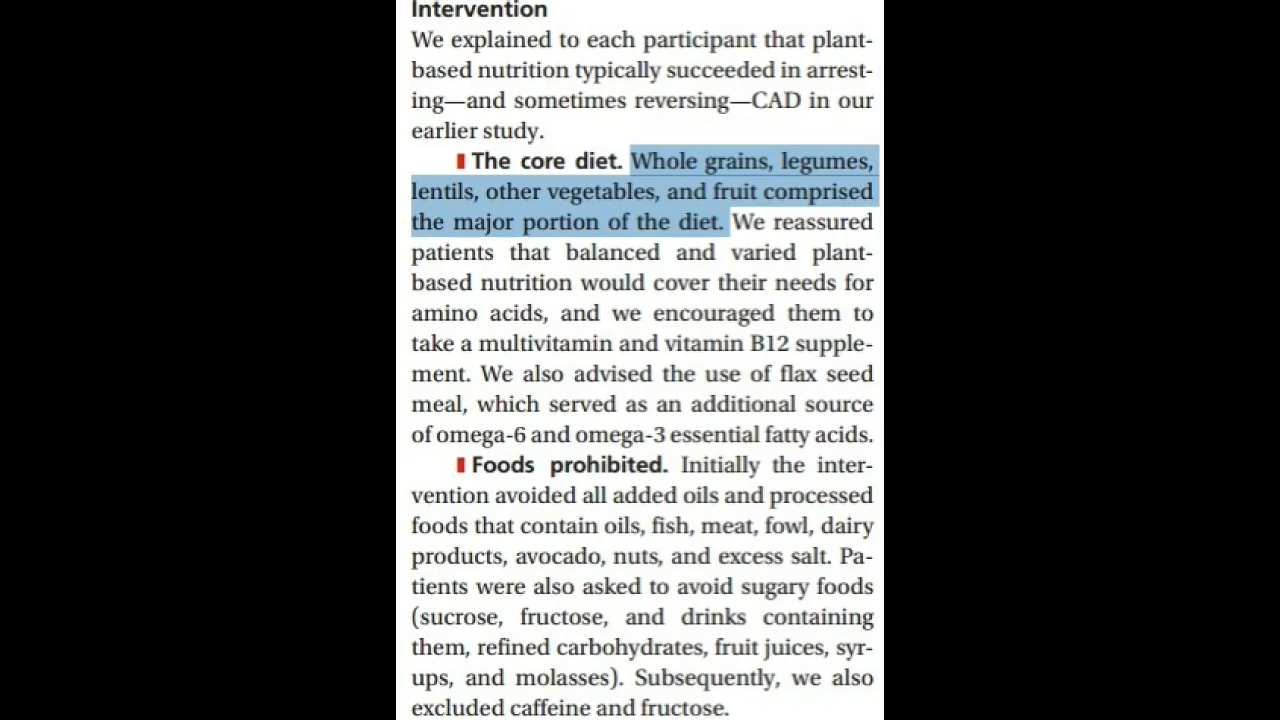 Intervention
We explained to each participant that plant-
based nutrition typically succeeded in arrest-
ing—and sometimes reversing—CAD in our
earlier study.
The core diet. Whole grains, legumes,
lentils, other vegetables, and fruit comprised
the major portion of the diet. We reassured
patients that balanced and varied plant-
based nutrition would cover their needs for
amino acids, and we encouraged them to
take a multivitamin and vitamin B12 supple-
ment. We also advised the use of flax seed
meal, which served as an additional source
of omega-6 and omega-3 essential fatty acids.
Foods prohibited. Initially the inter-
vention avoided all added oils and processed
foods that contain oils, fish, meat, fowl, dairy
products, avocado, nuts, and excess salt. Pa-
tients were also asked to avoid sugary foods
(sucrose, fructose, and drinks containing
them, refined carbohydrates, fruit juices, syr-
ups, and molasses). Subsequently, we also
excluded caffeine and fructose.